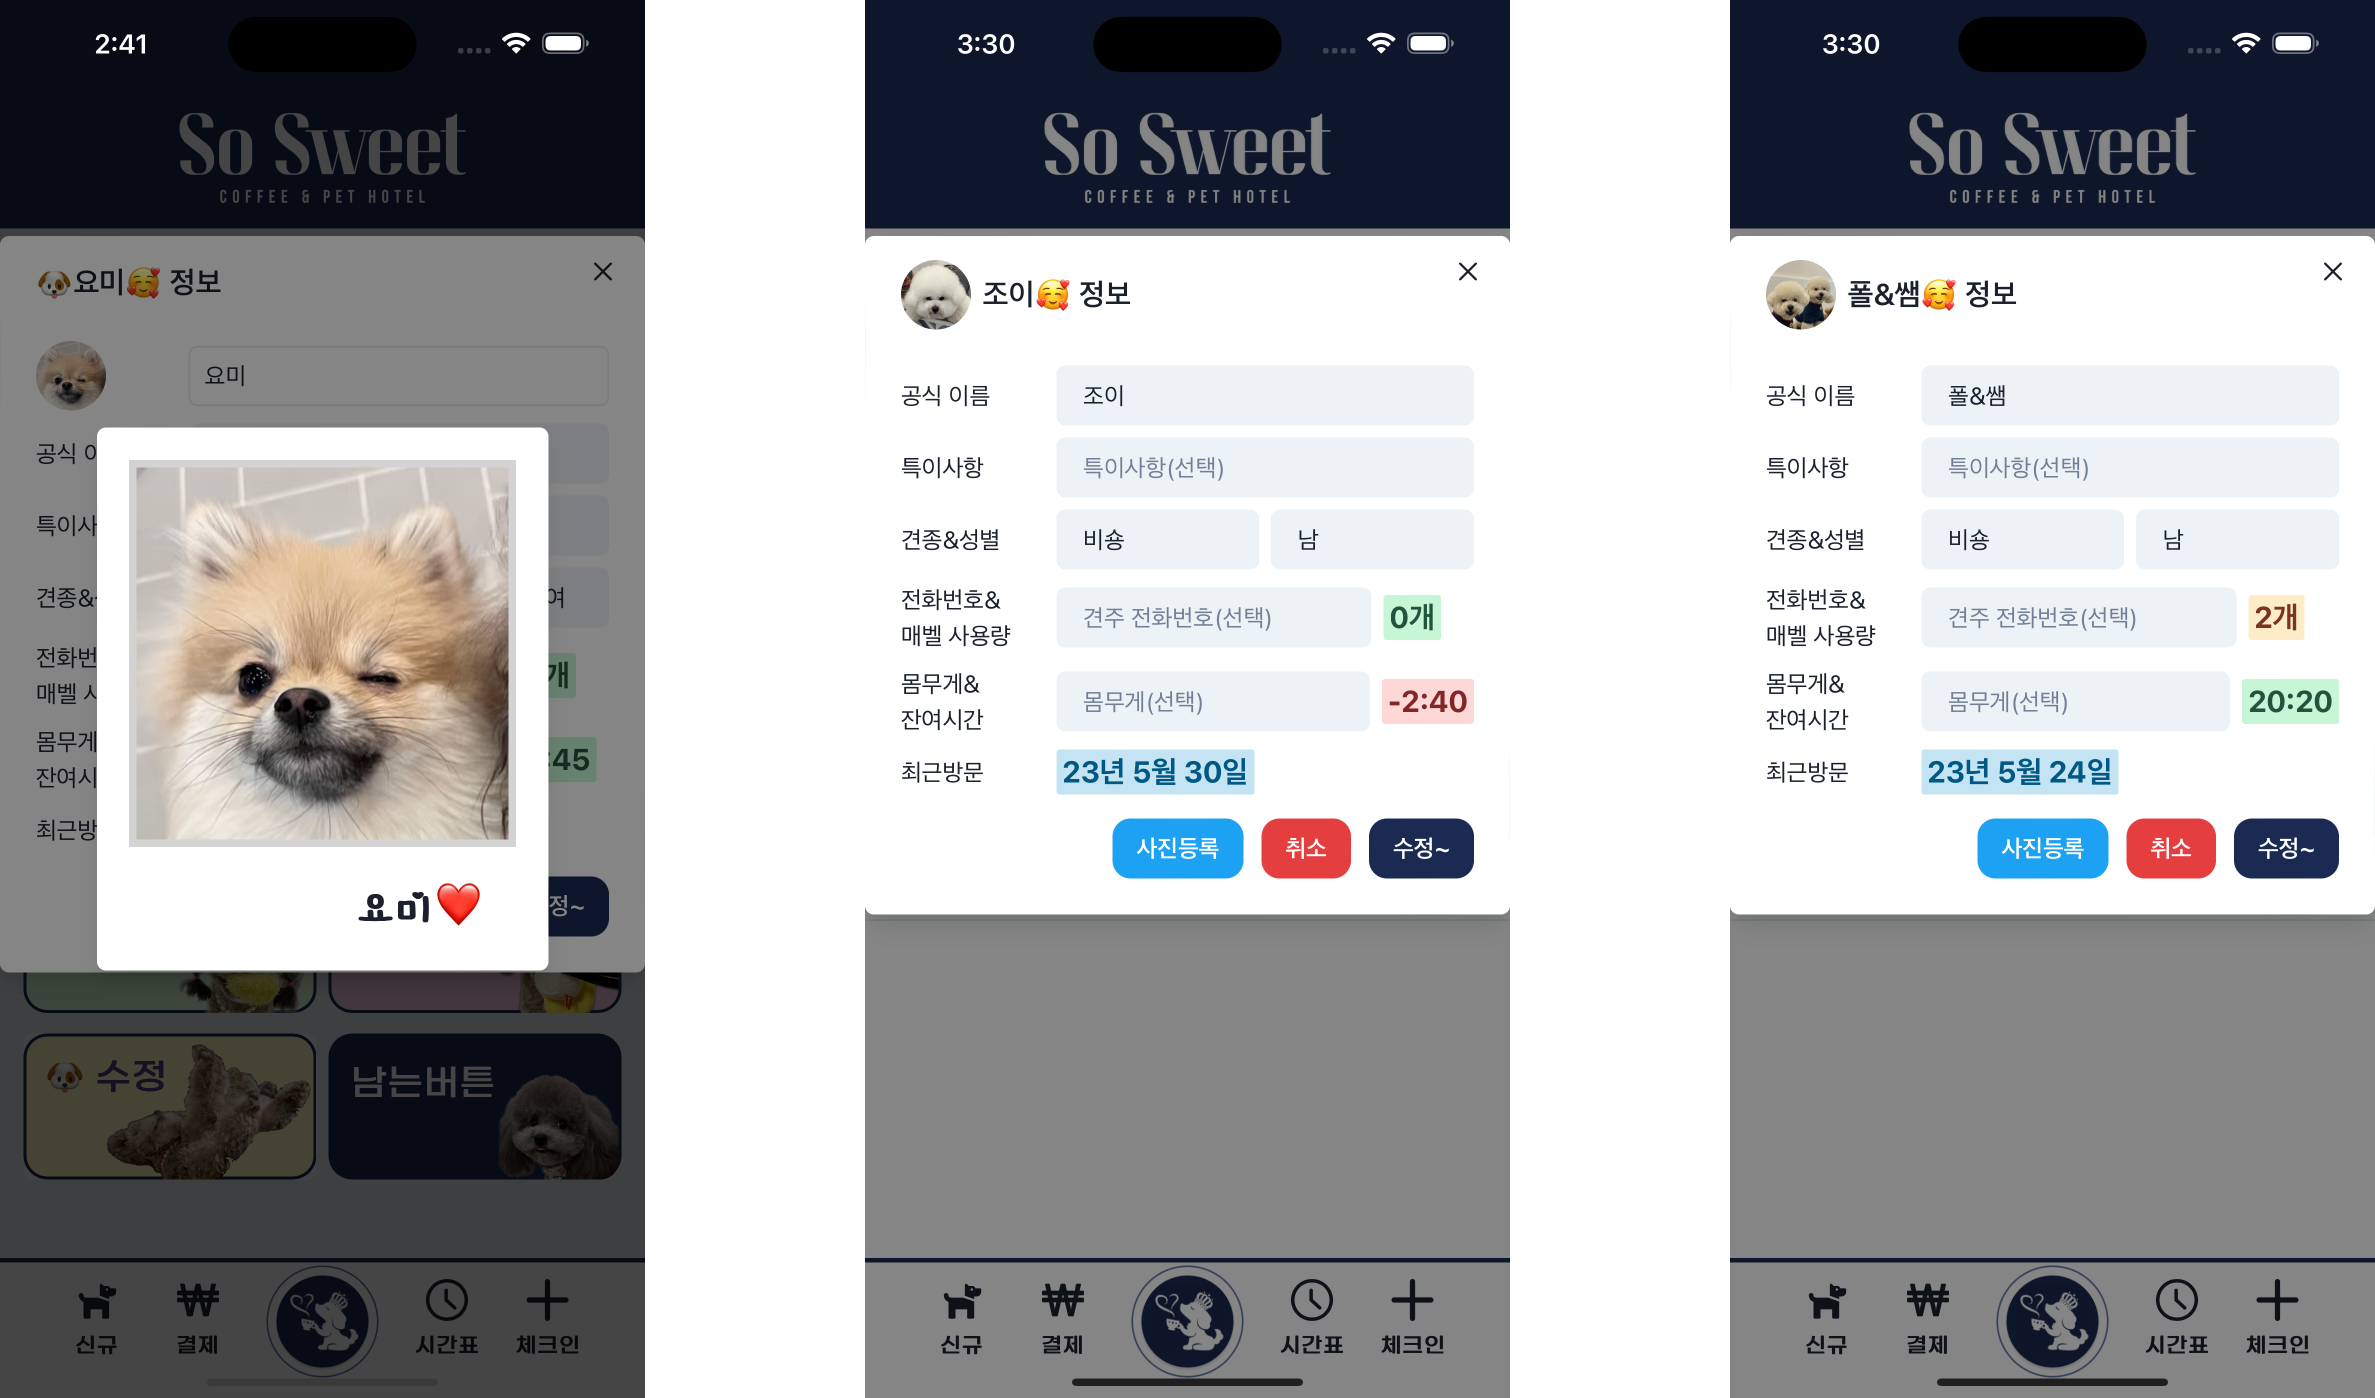 2:41
So Sweet
COFFEE & PET HOTEL
요미 정보
요미
공식 이
특이사
견종&
여
전화번
매벨 사
개
몸무게
잔여시
:45
최근방
요미
정~
수정
남는버튼
신규
결제
시간표
체크인
3:30
So Sweet
COFFEE & PET HOTEL
조이🥰 정보
공식 이름
조이
특이사항
특이사항(선택)
견종&성별
비숑
남
전화번호&
매벨 사용량
견주 전화번호(선택)
0개
몸무게&
잔여시간
몸무게(선택)
-2:40
최근방문
23년 5월 30일
사진등록
취소
수정~
신규
결제
시간표
체크인
3:30
So Sweet
COFFEE & PET HOTEL
폴&쌤🥰 정보
공식 이름
폴&쌤
특이사항
특이사항(선택)
견종&성별
비숑
남
전화번호&
매벨 사용량
견주 전화번호(선택)
2개
몸무게&
잔여시간
몸무게(선택)
20:20
최근방문
23년 5월 24일
사진등록
취소
수정~
신규
결제
시간표
체크인